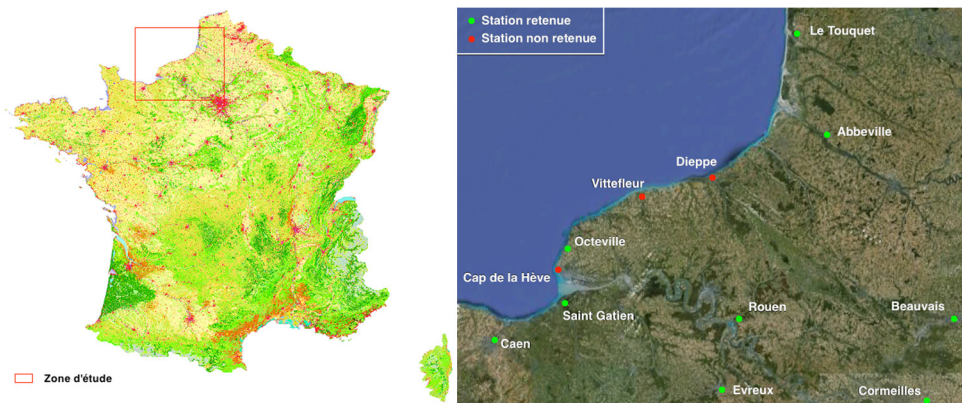 Zone d'étude
Station retenue
Station non retenue
Le Touquet
Abbeville
Dieppe
Vittefleur
Octeville
Cap de la Hève
Saint Gatien
Rouen
Beauvais
Caen
Evreux
Cormeilles